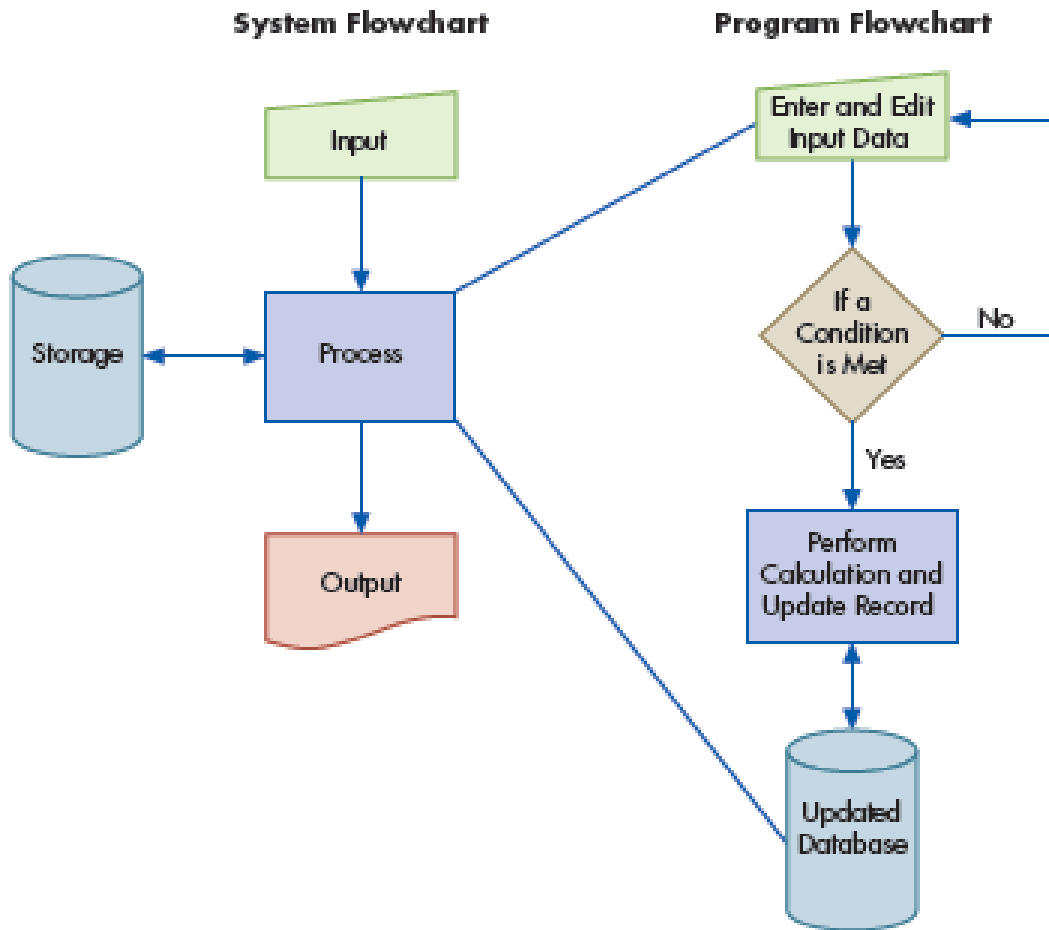 System Flowchart
Program Flowchart
Input
Enter and Edit
Input Data
Storage
Process
If a
Condition
is Met
No
Yes
Output
Perform
Calculation and
Update Record
Updated
Database